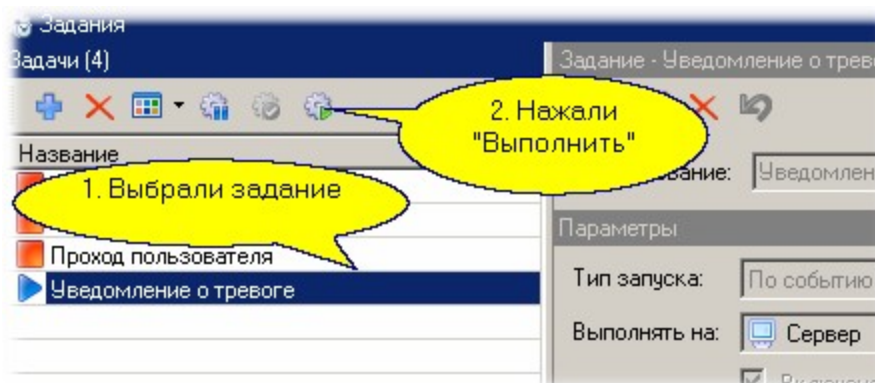 Задания
Задачи (4)
Задание - Уведомление о трев
2. Нажали
"Выполнить"
Название
1. Выбрали задание
Проход пользователя
Уведомление о тревоге
Уведомлен
Параметры
Тип запуска:
По событию
Выполнять на:
Сервер